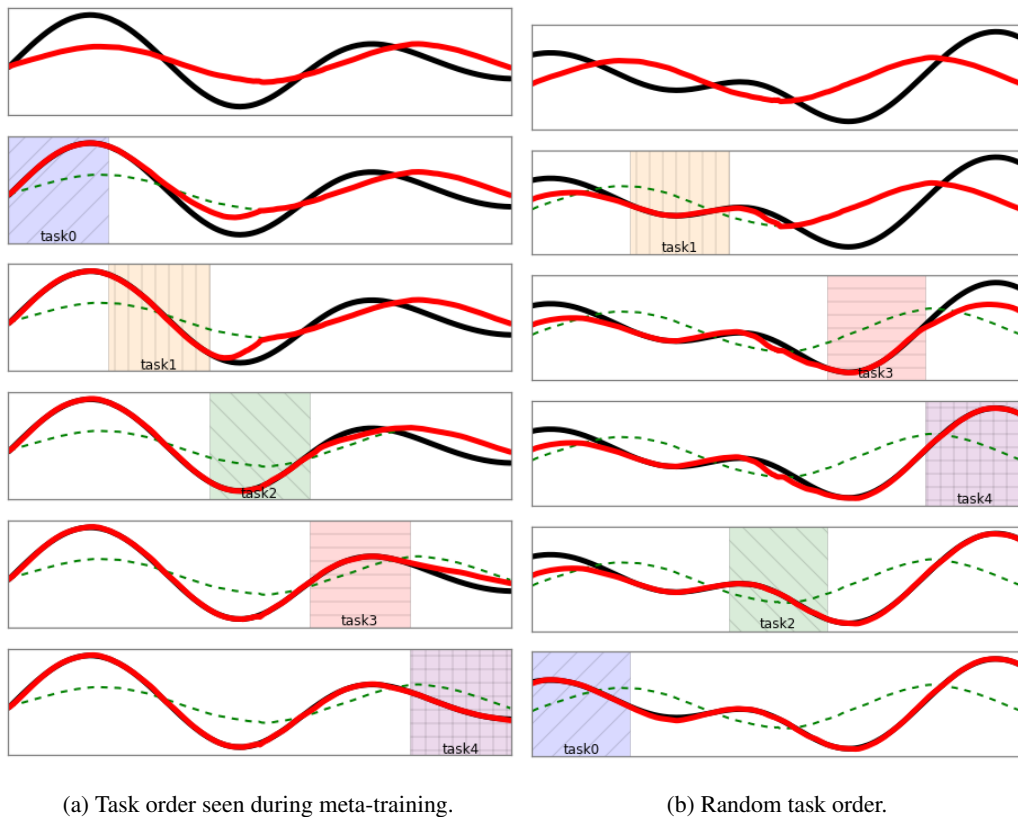 task0
task1
task2
task3
task4
(a) Task order seen during meta-training.
task1
task3
task4
task2
task0
(b) Random task order.